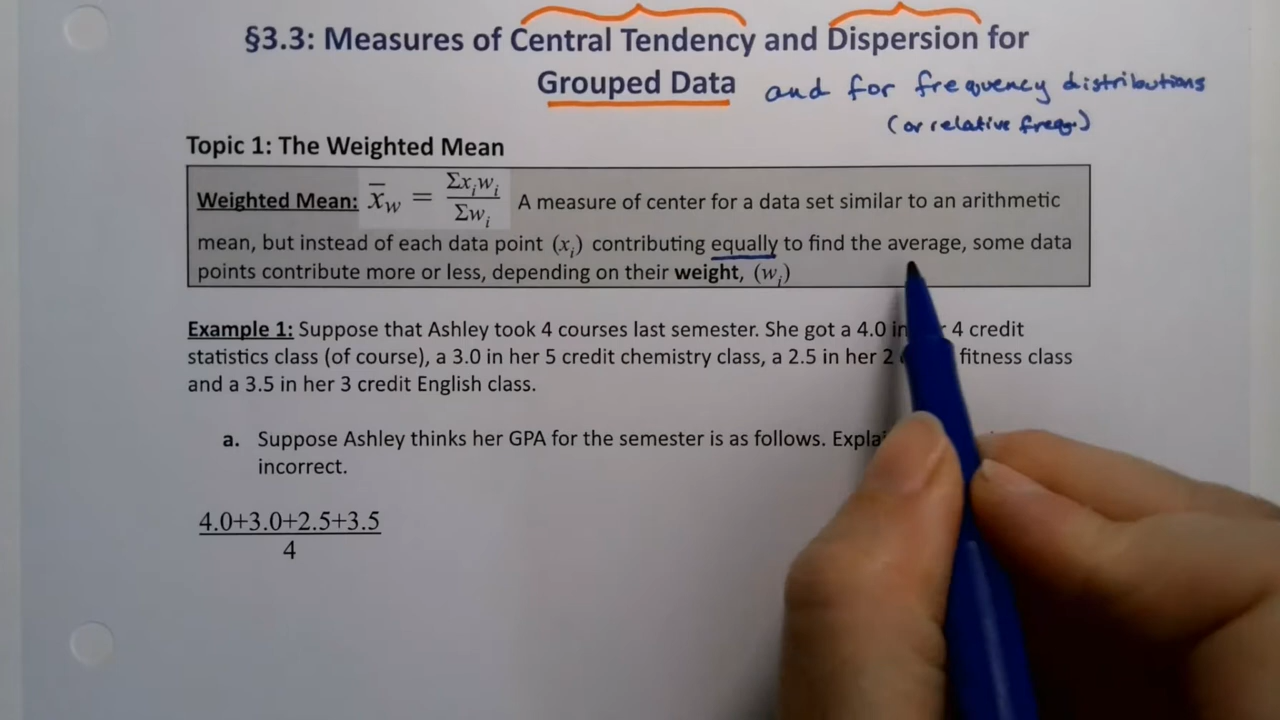 §3.3: Measures of Central Tendency and Dispersion for
Grouped Data and for frequency distributions
(or relative freq.)
Topic 1: The Weighted Mean
Weighted Mean: x̄_w = Σx_i w_i / Σw_i A measure of center for a data set similar to an arithmetic
mean, but instead of each data point (x_i) contributing equally to find the average, some data
points contribute more or less, depending on their weight, (w_i)
Example 1: Suppose that Ashley took 4 courses last semester. She got a 4.0 in 4 credit
statistics class (of course), a 3.0 in her 5 credit chemistry class, a 2.5 in her 2 fitness class
and a 3.5 in her 3 credit English class.
a. Suppose Ashley thinks her GPA for the semester is as follows.
incorrect.
4.0+3.0+2.5+3.5
4